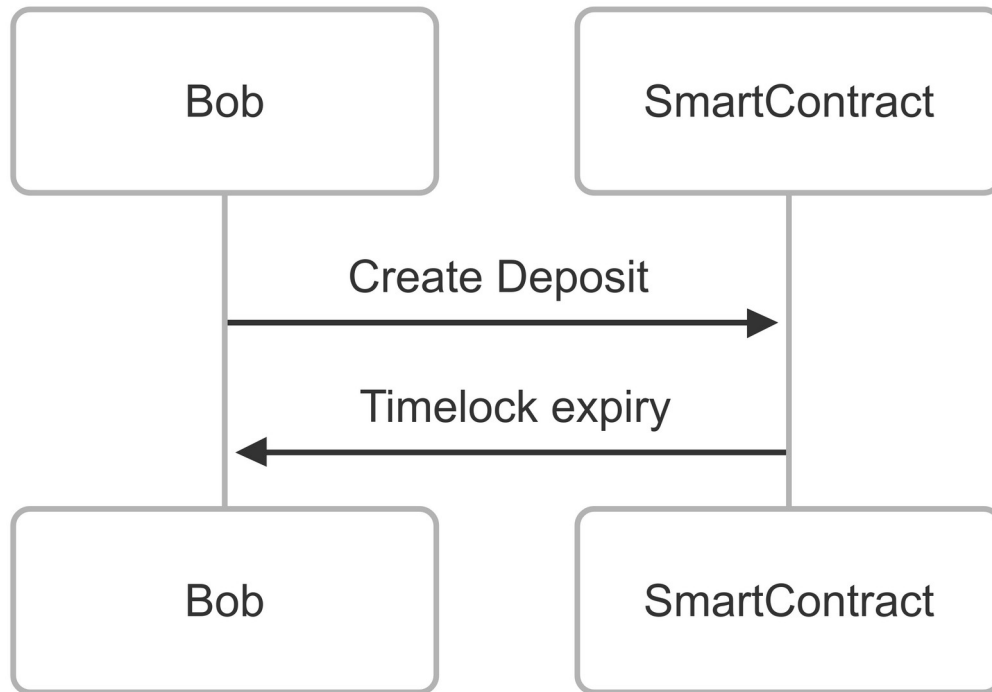 Bob
SmartContract
Create Deposit
Timelock expiry
Bob
SmartContract